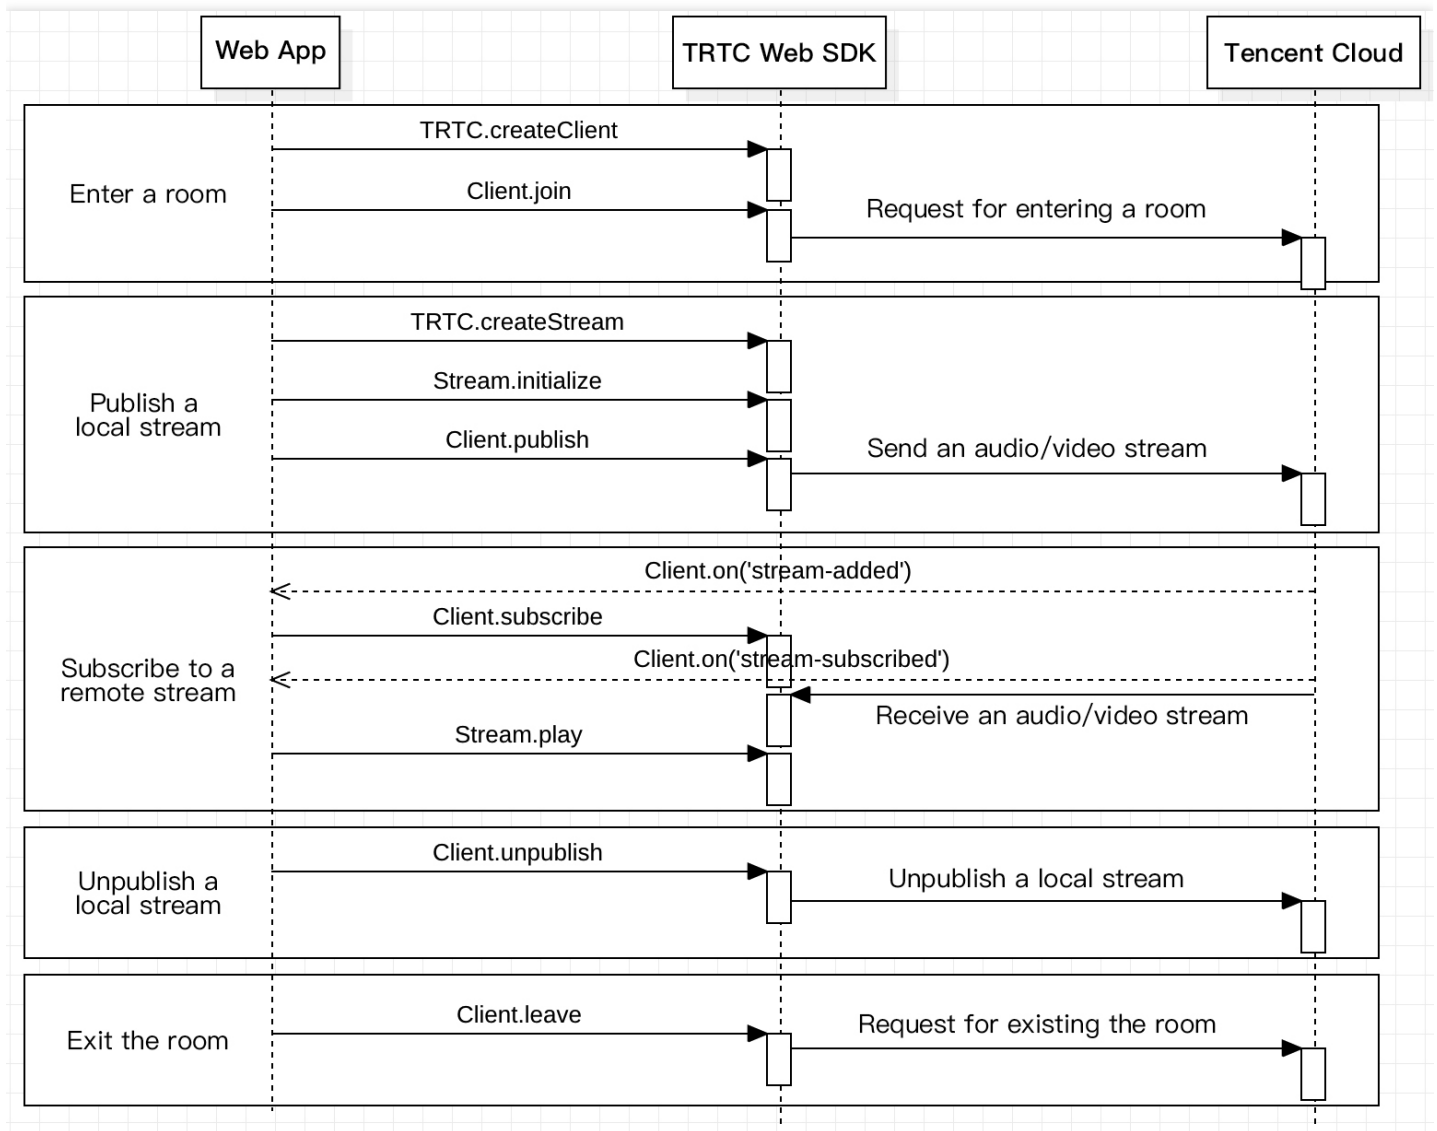 Web App
TRTC Web SDK
Tencent Cloud
TRTC.createClient
Enter a room
Client.join
Request for entering a room
TRTC.createStream
Stream.initialize
Publish a
local stream
Client.publish
Send an audio/video stream
Client.on('stream-added')
Client.subscribe
Client.on('stream-subscribed')
Subscribe to a
remote stream
Receive an audio/video stream
Stream.play
Client.unpublish
Unpublish a
local stream
Unpublish a local stream
Client.leave
Request for existing the room
Exit the room